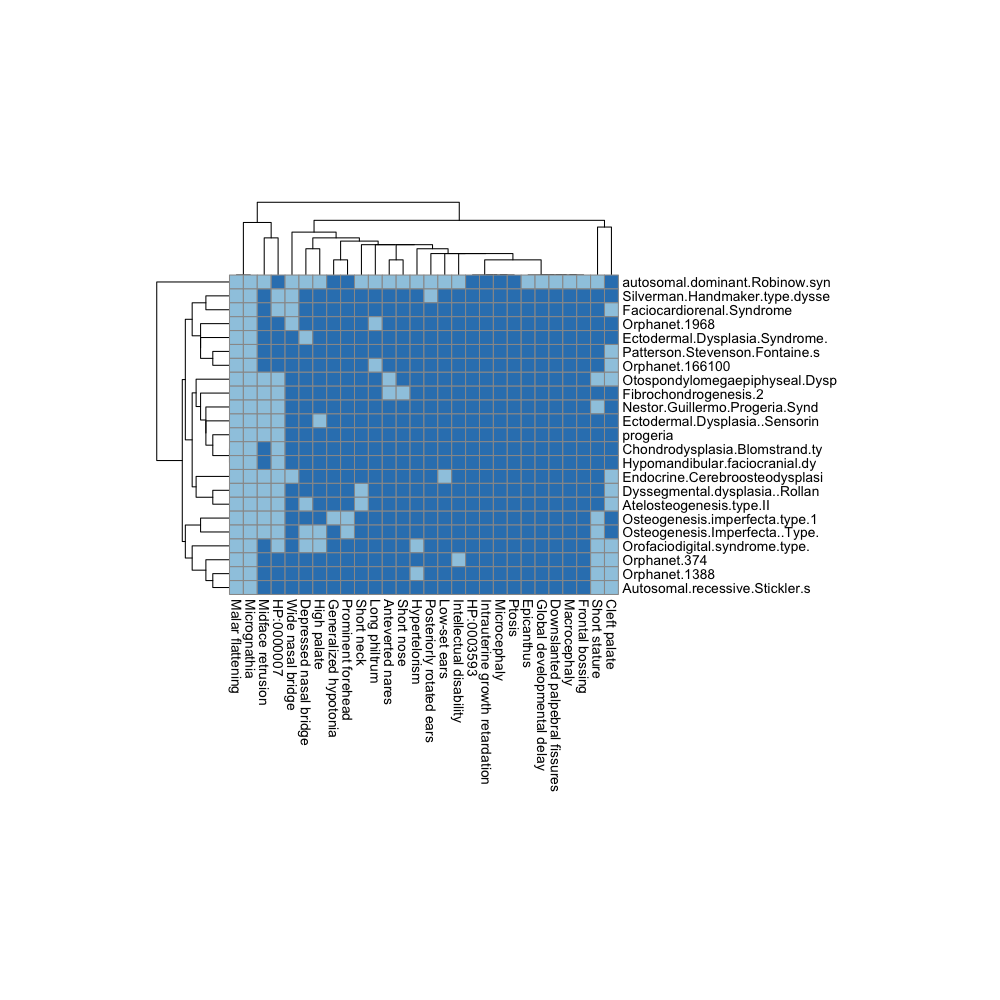 autosomal.dominant.Robinow.syn
Silverman.Handmaker.type.dysse
Faciocardiorenal.Syndrome
Orphanet.1968
Ectodermal.Dysplasia.Syndrome.
Patterson.Stevenson.Fontaine.s
Orphanet.166100
Otospondylomegaepiphyseal.Dysp
Fibrochondrogenesis.2
Nestor.Guillermo.Progeria.Synd
Ectodermal.Dysplasia..Sensorin
progeria
Chondrodysplasia.Blomstrand.ty
Hypomandibular.faciocranial.dy
Endocrine.Cerebroosteodysplasi
Dyssegmental.dysplasia..Rollan
Atelosteogenesis.type.II
Osteogenesis.imperfecta.type.1
Osteogenesis.Imperfecta..Type.
Orofaciodigital.syndrome.type.
Orphanet.374
Orphanet.1388
Autosomal.recessive.Stickler.s
Malar flattening
Micrognathia
Midface retrusion
HP:0000007
Wide nasal bridge
Depressed nasal bridge
High palate
Generalized hypotonia
Prominent forehead
Short neck
Long philtrum
Anteverted nares
Short nose
Hypertelorism
Posteriorly rotated ears
Low-set ears
Intellectual disability
HP:0003593
Intrauterine growth retardation
Microcephaly
Ptosis
Epicanthus
Global developmental delay
Downslanted palpebral fissures
Macrocephaly
Frontal bossing
Short stature
Cleft palate